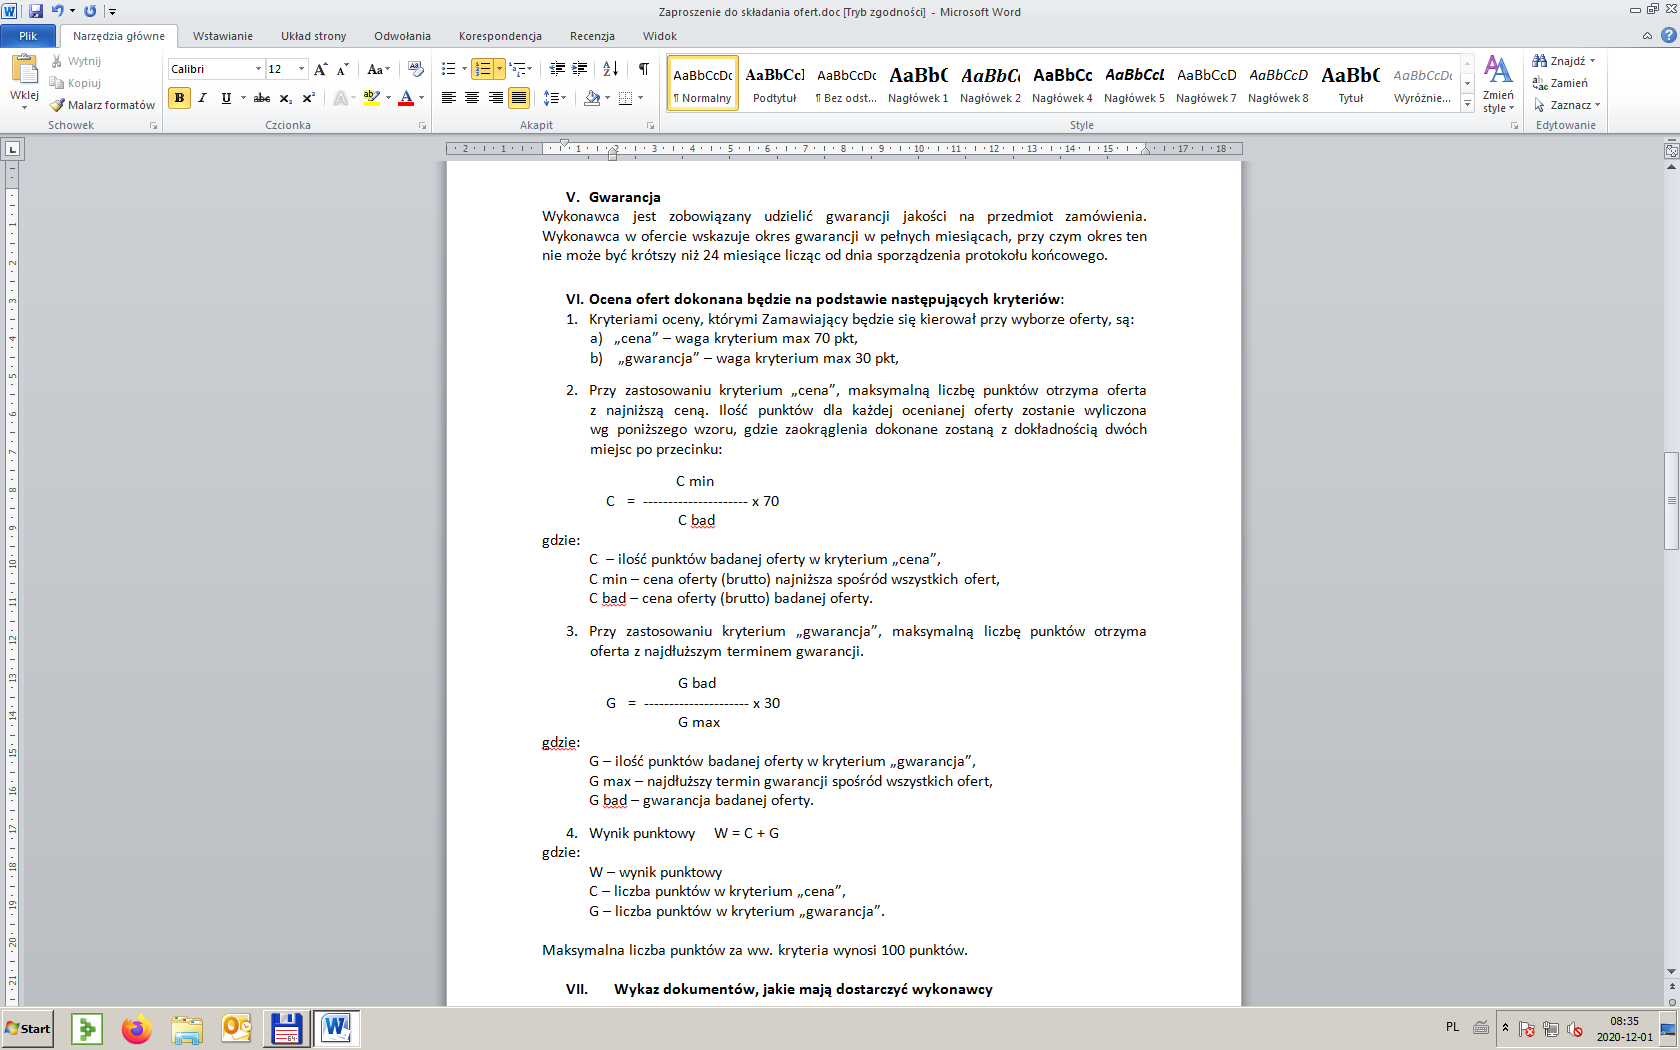 Zaproszenie do składania ofert.doc [Tryb zgodności] - Microsoft Word
Plik Narzędzia główne Wstawianie Układ strony Odwołania Korespondencja Recenzja Widok
Wklej
Wytnij
Kopiuj
Malarz formatów
Schowek
Calibri 12
Czcionka
Akapit
AaBbCcDc AaBbCcI AaBbCcDc AaBbC AaBbC AaBbCc AaBbCcL AaBbCcD AaBbCcD AaBbC AaBbCcDc
¶ Normalny Podtytuł ¶ Bez odst... Nagłówek 1 Nagłówek 2 Nagłówek 4 Nagłówek 5 Nagłówek 7 Nagłówek 8 Tytuł Wyróżnie...
Style
Zmień style
Znajdź
Zamień
Zaznacz
Edytowanie
V. Gwarancja
Wykonawca jest zobowiązany udzielić gwarancji jakości na przedmiot zamówienia.
Wykonawca w ofercie wskazuje okres gwarancji w pełnych miesiącach, przy czym okres ten
nie może być krótszy niż 24 miesiące licząc od dnia sporządzenia protokołu końcowego.
VI. Ocena ofert dokonana będzie na podstawie następujących kryteriów:
1. Kryteriami oceny, którymi Zamawiający będzie się kierował przy wyborze oferty, są:
a) „cena” – waga kryterium max 70 pkt,
b) „gwarancja” – waga kryterium max 30 pkt,
2. Przy zastosowaniu kryterium „cena”, maksymalną liczbę punktów otrzyma oferta
z najniższą ceną. Ilość punktów dla każdej ocenianej oferty zostanie wyliczona
wg poniższego wzoru, gdzie zaokrąglenia dokonane zostaną z dokładnością dwóch
miejsc po przecinku:
C min
C = --------------------- x 70
C bad
gdzie:
C – ilość punktów badanej oferty w kryterium „cena”,
C min – cena oferty (brutto) najniższa spośród wszystkich ofert,
C bad – cena oferty (brutto) badanej oferty.
3. Przy zastosowaniu kryterium „gwarancja”, maksymalną liczbę punktów otrzyma
oferta z najdłuższym terminem gwarancji.
G bad
G = --------------------- x 30
G max
gdzie:
G – ilość punktów badanej oferty w kryterium „gwarancja”,
G max – najdłuższy termin gwarancji spośród wszystkich ofert,
G bad – gwarancja badanej oferty.
4. Wynik punktowy W = C + G
gdzie:
W – wynik punktowy
C – liczba punktów w kryterium „cena”,
G – liczba punktów w kryterium „gwarancja”.
Maksymalna liczba punktów za ww. kryteria wynosi 100 punktów.
VII. Wykaz dokumentów, jakie mają dostarczyć wykonawcy
Start
PL
08:35
2020-12-01